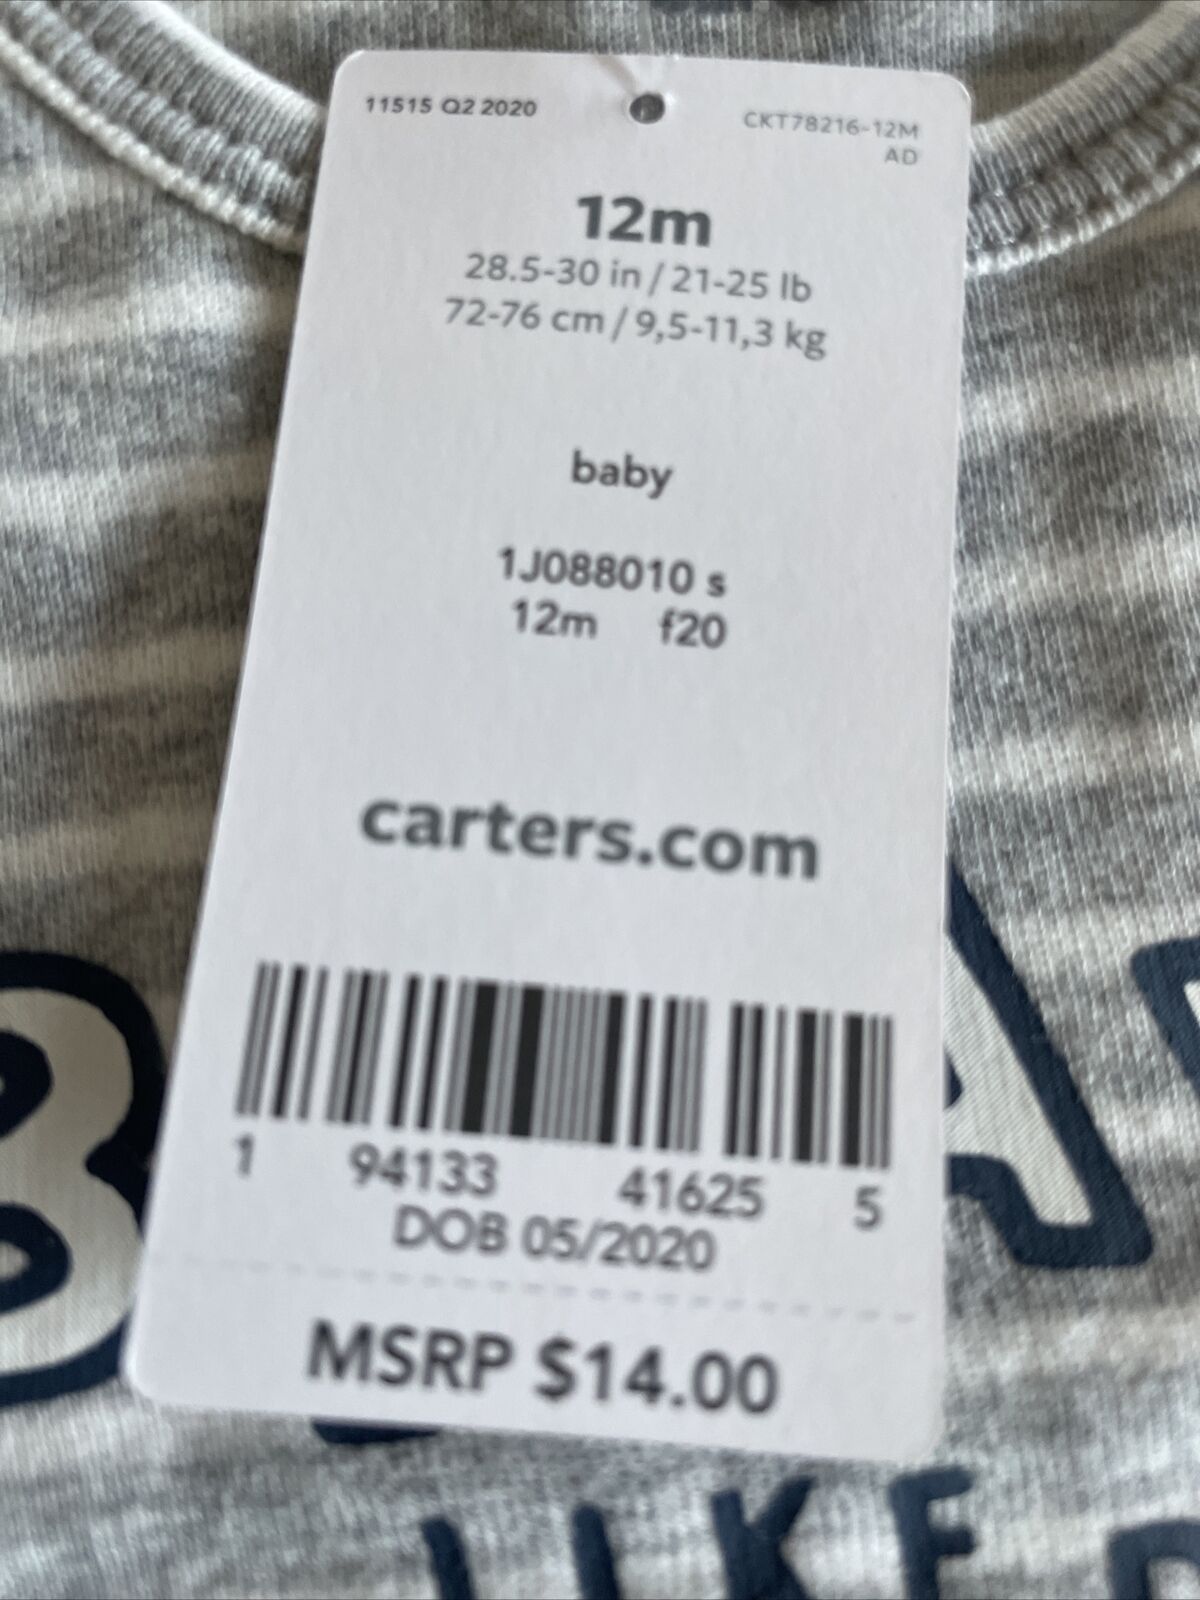 11515 Q2 2020
CKT78216-12M
AD
12m
28.5-30 in / 21-25 lb
72-76 cm / 9,5-11,3 kg
baby
1J088010 s
12m f20
carters.com
1 94133 41625 5
DOB 05/2020
MSRP $14.00
B A
LIKE